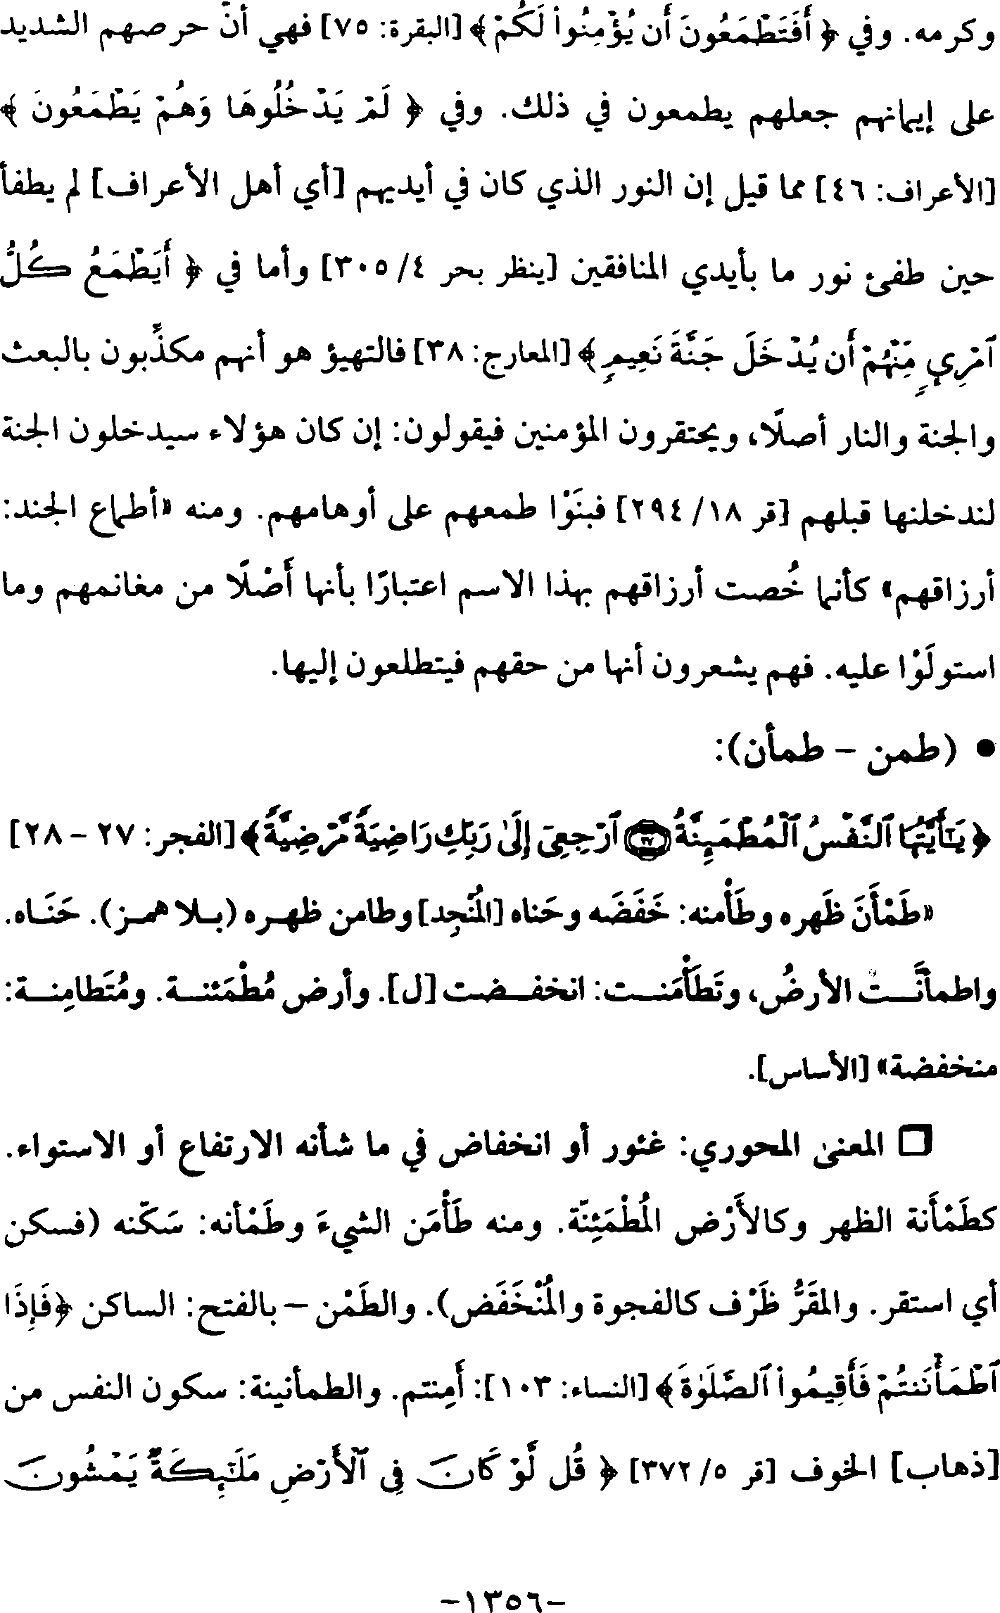 وكرمه. وفي ﴿ أَفَتَطْمَعُونَ أَن يُؤْمِنُوا۟ لَكُمْ ﴾ [البقرة: ٧٥] فهي أنّ حرصهم الشديد
على إيمانهم جعلهم يطمعون في ذلك. وفي ﴿ لَمْ يَدْخُلُوهَا وَهُمْ يَطْمَعُونَ ﴾
[الأعراف: ٤٦] مما قيل إن النور الذي كان في أيديهم [أي أهل الأعراف] لم يطفأ
حين طفئ نور ما بأيدي المنافقين [ينظر بحر ٤/ ٣٠٥] وأما في ﴿ أَيَطْمَعُ كُلُّ
ٱمْرِئٍ مِّنْهُمْ أَن يُدْخَلَ جَنَّةَ نَعِيمٍ ﴾ [المعارج: ٣٨] فالتهيؤ هو أنهم مكذِّبون بالبعث
والجنة والنار أصلًا، ويحتقرون المؤمنين فيقولون: إن كان هؤلاء سيدخلون الجنة
لندخلنها قبلهم [قر ١٨/ ٢٩٤] فبنَوْا طمعهم على أوهامهم. ومنه «أطماع الجند:
أرزاقهم» كأنما خُصت أرزاقهم بهذا الاسم اعتبارًا بأنها أَصْلًا من مغانمهم وما
استولَوْا عليه. فهم يشعرون أنها من حقهم فيتطلعون إليها.
● (طمن – طمأن):
﴿ يَـٰٓأَيَّتُهَا ٱلنَّفْسُ ٱلْمُطْمَئِنَّةُ ۝٢٧ ٱرْجِعِىٓ إِلَىٰ رَبِّكِ رَاضِيَةً مَّرْضِيَّةً ﴾ [الفجر: ٢٧ – ٢٨]
«طَمْأَنَ ظَهره وطَأْمنه: خَفَضَه وحَناه [المُنْجِد] وطامن ظهره (بلا همز). حَنَاه.
واطمأنَّت الأرضُ، وتَطَأْمَنت: انخفضت [ل]. وأرض مُطْمَئنة. ومُتَطامِنة:
منخفضة» [الأساس].
❏ المعنى المحوري: غئور أو انخفاض في ما شأنه الارتفاع أو الاستواء.
كطَمْأَنة الظهر وكالأَرْض المُطْمَئِنّة. ومنه طَأْمَن الشيءَ وطَمْأنه: سَكّنه (فسكن
أي استقر. والمقَرُّ ظَرْف كالفجوة والمُنْخَفَض). والطَمْن – بالفتح: الساكن ﴿فَإِذَا
ٱطْمَأْنَنتُمْ فَأَقِيمُوا۟ ٱلصَّلَوٰةَ ﴾ [النساء: ١٠٣]: أَمِنتم. والطمأنينة: سكون النفس من
[ذهاب] الخوف [قر ٥/ ٣٧٢] ﴿ قُل لَّوْ كَانَ فِى ٱلْأَرْضِ مَلَـٰٓئِكَةٌ يَمْشُونَ
-١٣٥٦-